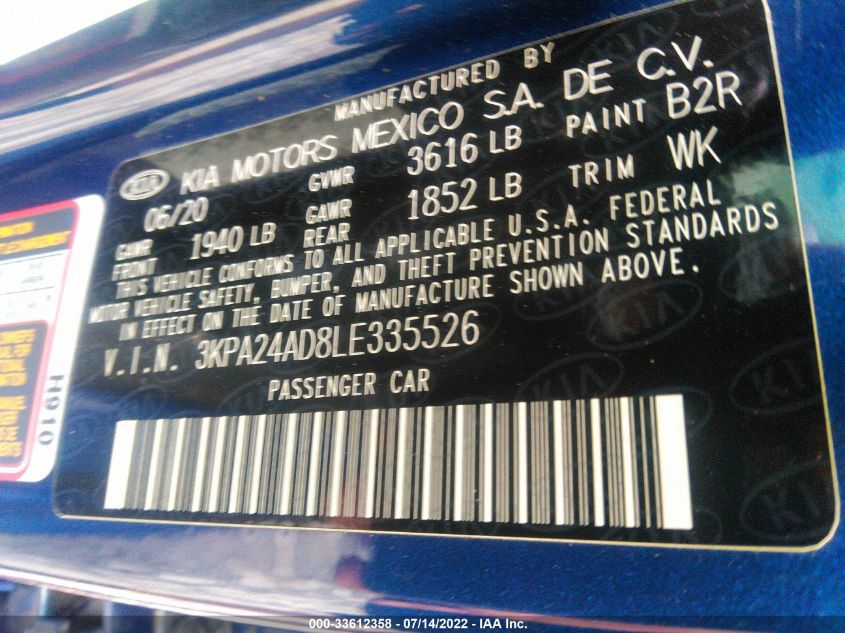 MANUFACTURED BY
KIA KIA MOTORS MEXICO S.A. DE C.V.
06/20 GVWR 3616 LB PAINT B2R
GAWR FRONT 1940 LB GAWR REAR 1852 LB TRIM WK
THIS VEHICLE CONFORMS TO ALL APPLICABLE U.S.A. FEDERAL
MOTOR VEHICLE SAFETY, BUMPER, AND THEFT PREVENTION STANDARDS
IN EFFECT ON THE DATE OF MANUFACTURE SHOWN ABOVE.
V.I.N. 3KPA24AD8LE335526
PASSENGER CAR
H910
000-33612358 - 07/14/2022 - IAA Inc.